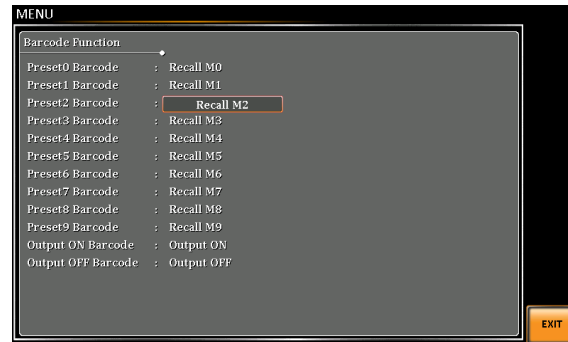 MENU
Barcode Function
Preset0 Barcode : Recall M0
Preset1 Barcode : Recall M1
Preset2 Barcode : Recall M2
Preset3 Barcode : Recall M3
Preset4 Barcode : Recall M4
Preset5 Barcode : Recall M5
Preset6 Barcode : Recall M6
Preset7 Barcode : Recall M7
Preset8 Barcode : Recall M8
Preset9 Barcode : Recall M9
Output ON Barcode : Output ON
Output OFF Barcode : Output OFF
EXIT